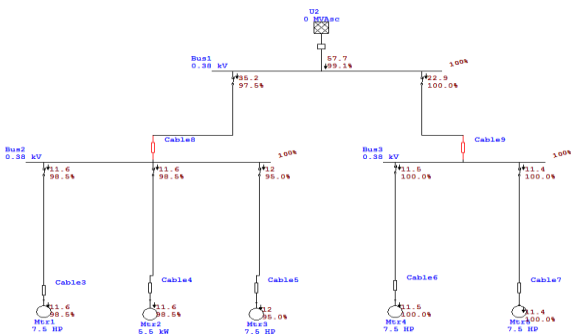 U2
0 MVAsc
57.7
99.1%
Bus1
0.38 kV
100%
35.2
97.5%
22.9
100.0%
Cable8
Cable9
Bus2
0.38 kV
100%
Bus3
0.38 kV
100%
11.6
98.5%
11.6
98.5%
12
95.0%
11.5
100.0%
11.4
100.0%
Cable3
Cable4
Cable5
Cable6
Cable7
11.6
98.5%
11.6
98.5%
12
95.0%
11.5
100.0%
11.4
100.0%
Mtr1
7.5 HP
Mtr2
5.5 kW
Mtr3
7.5 HP
Mtr4
7.5 HP
7.5 HP